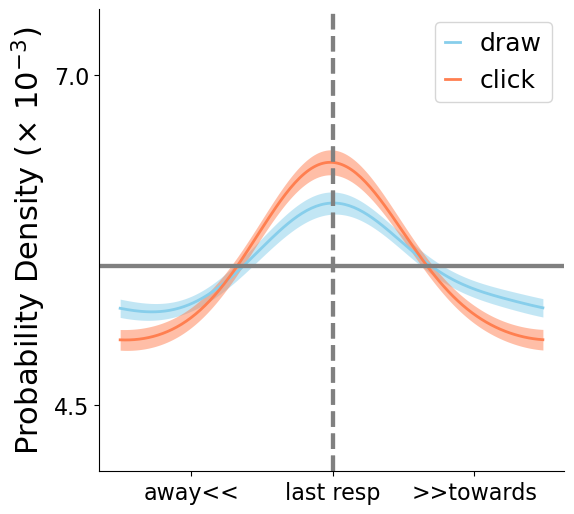 Probability Density (× 10⁻³)
7.0
4.5
draw
click
away<<
last resp
>>towards